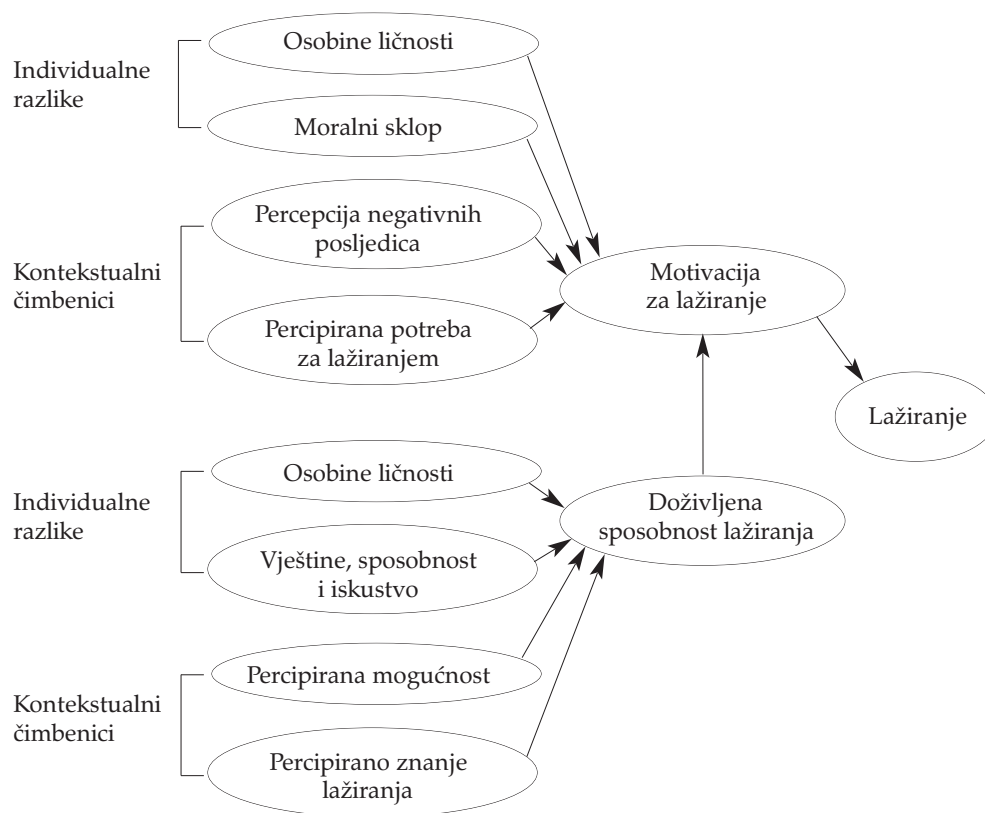 Individualne
razlike
Osobine ličnosti
Moralni sklop
Kontekstualni
čimbenici
Percepcija negativnih
posljedica
Percipirana potreba
za lažiranjem
Motivacija
za lažiranje
Lažiranje
Individualne
razlike
Osobine ličnosti
Vještine, sposobnost
i iskustvo
Doživljena
sposobnost lažiranja
Kontekstualni
čimbenici
Percipirana mogućnost
Percipirano znanje
lažiranja